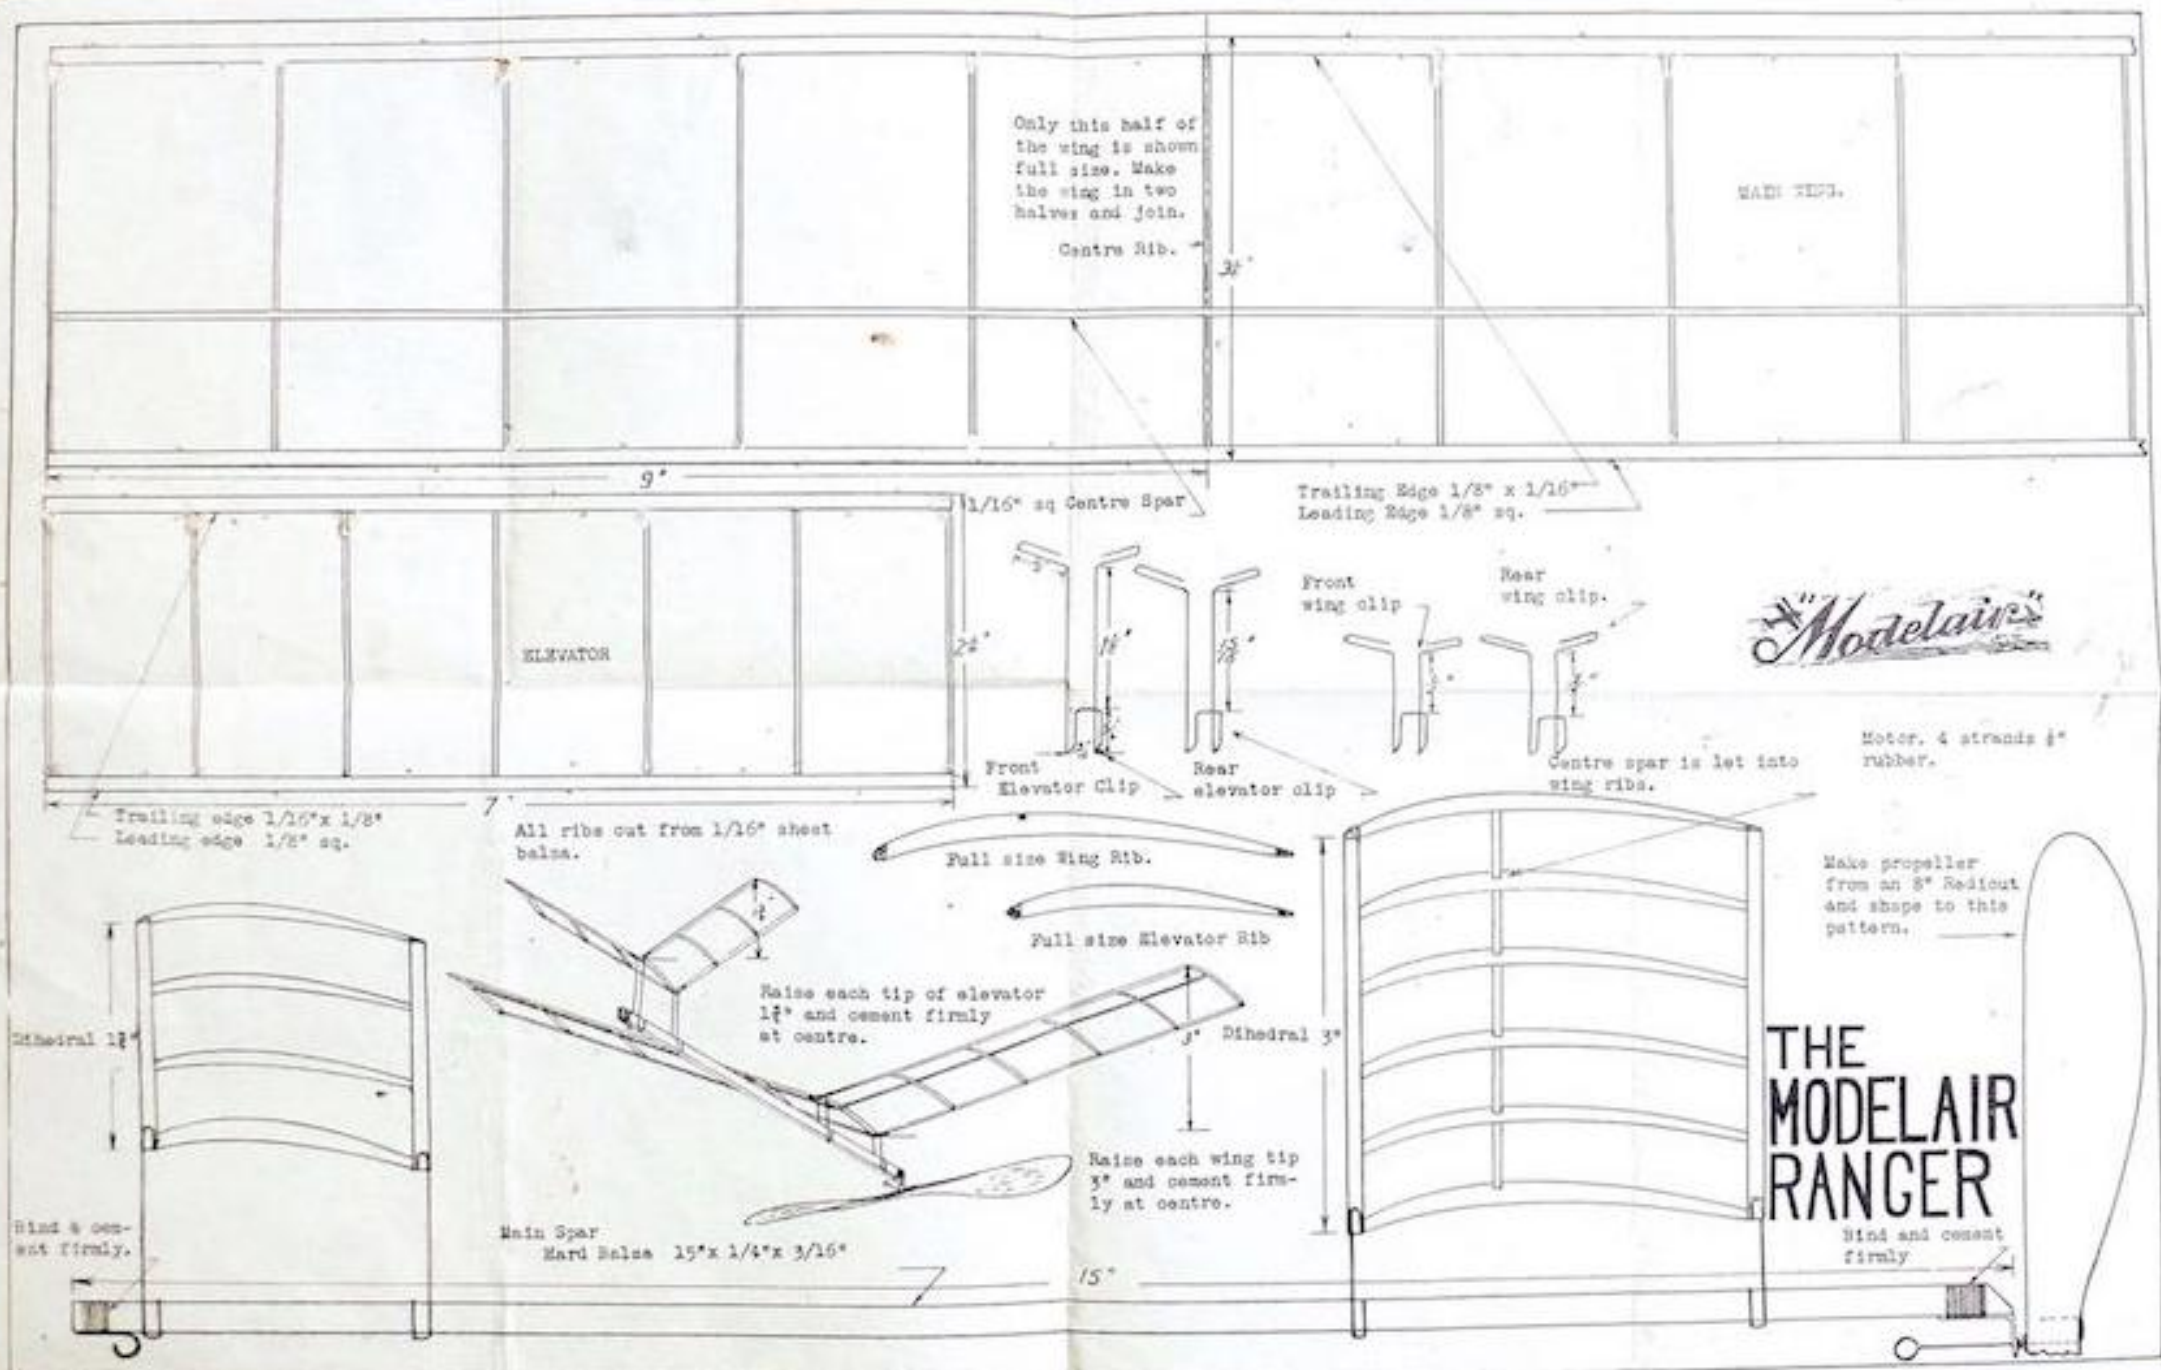 Only this half of
the wing is shown
full size. Make
the wing in two
halves and join.
Centre Rib.
MAIN WING.
9"
1/16" sq Centre Spar
Trailing Edge 1/8" x 1/16"
Leading Edge 1/8" sq.
ELEVATOR
7"
Trailing edge 1/16"x 1/8"
Leading edge 1/8" sq.
Front
Elevator Clip
Rear
elevator clip
Front
wing clip
Rear
wing clip.
"Modelair"
Centre spar is let into
wing ribs.
Motor. 4 strands
rubber.
All ribs cut from 1/16" sheet
balsa.
Full size Wing Rib.
Full size Elevator Rib
Make propeller
from an 8" Redicut
and shape to this
pattern.
Raise each tip of elevator
and cement firmly
at centre.
Dihedral
3"
Dihedral 3"
Raise each wing tip
3" and cement firm-
ly at centre.
THE
MODELAIR
RANGER
Bind & cem-
ent firmly.
Main Spar
Hard Balsa 15"x 1/4"x 3/16"
15"
Bind and cement
firmly